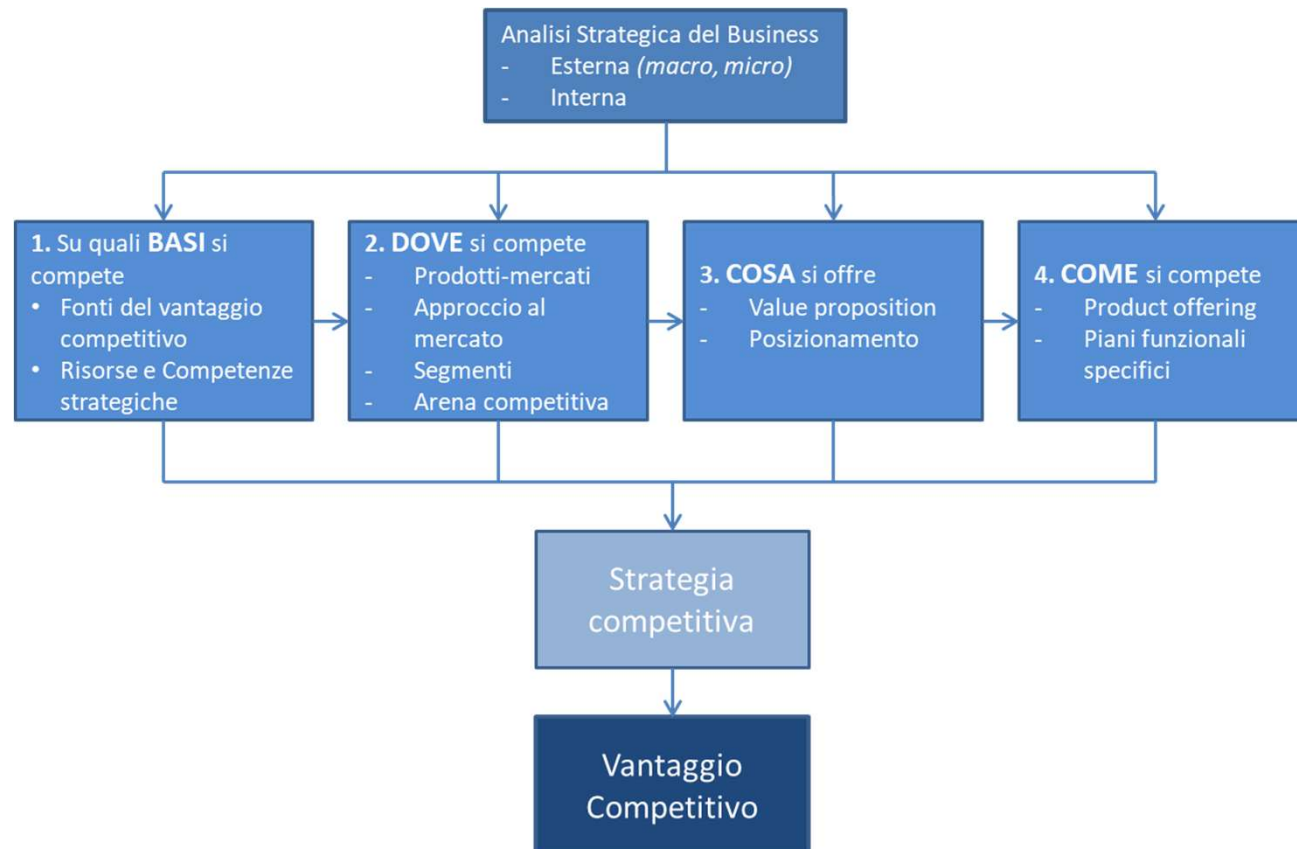 Analisi Strategica del Business
- Esterna (macro, micro)
- Interna
1. Su quali BASI si
compete
• Fonti del vantaggio
competitivo
• Risorse e Competenze
strategiche
2. DOVE si compete
- Prodotti-mercati
- Approccio al
mercato
- Segmenti
- Arena competitiva
3. COSA si offre
- Value proposition
- Posizionamento
4. COME si compete
- Product offering
- Piani funzionali
specifici
Strategia
competitiva
Vantaggio
Competitivo